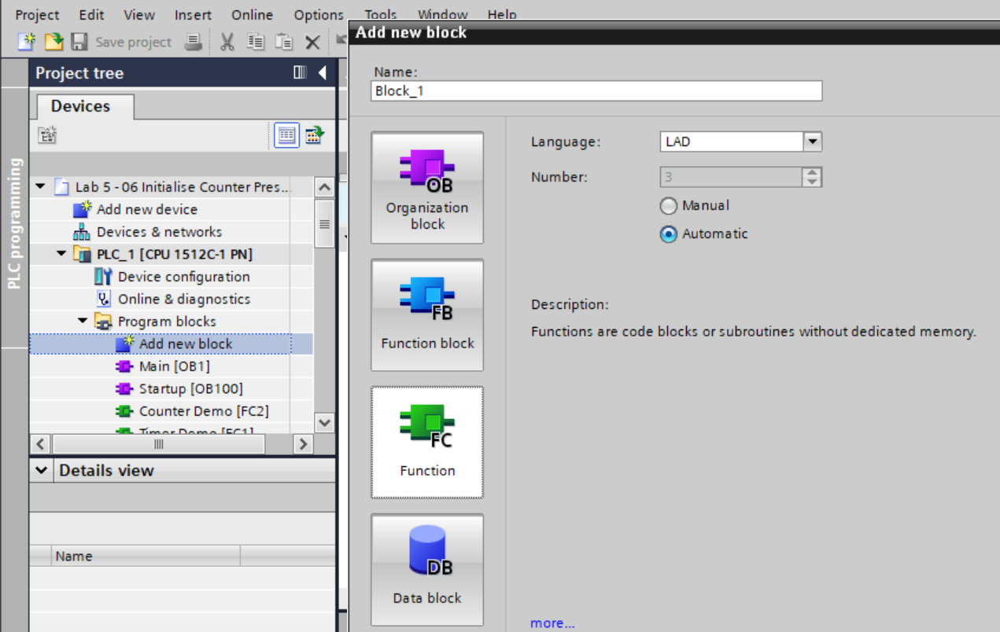 Project Edit View Insert Online Options Tools Window Help
Save project
Add new block
Name:
Block_1
PLC programming
Project tree
Devices
Lab 5 - 06 Initialise Counter Pres...
Add new device
Devices & networks
PLC_1 [CPU 1512C-1 PN]
Device configuration
Online & diagnostics
Program blocks
Add new block
Main [OB1]
Startup [OB100]
Counter Demo [FC2]
Timer Demo [FC1]
Details view
Name
OB
Organization
block
FB
Function block
FC
Function
DB
Data block
Language: LAD
Number: 3
Manual
Automatic
Description:
Functions are code blocks or subroutines without dedicated memory.
more...